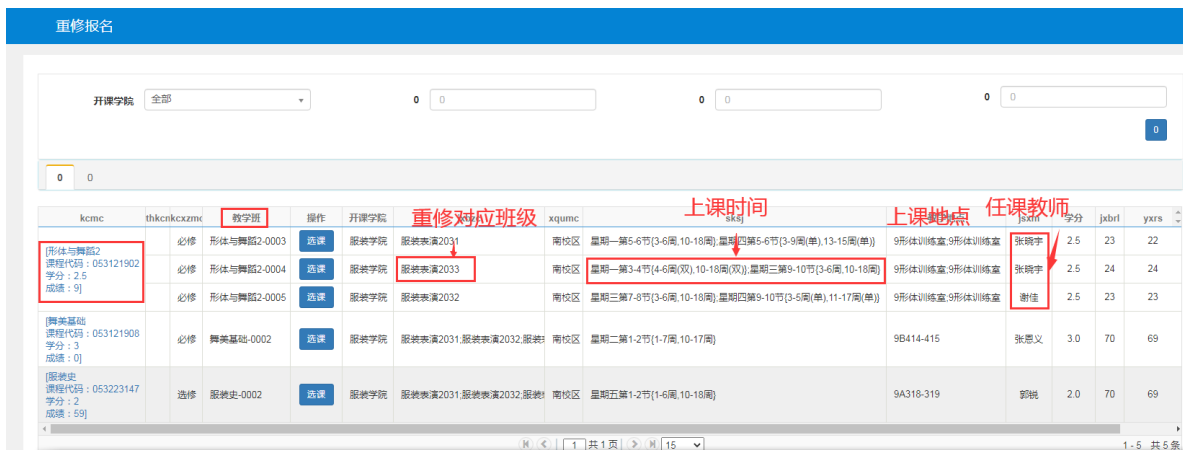 重修报名
开课学院 全部 0 0 0 0 0 0
0
0 0
重修对应班级 上课时间 上课地点 任课教师
kcmc thkcnkcxzmc 教学班 操作 开课学院 xqumc sksj 学分 jxbrl yxrs
[形体与舞蹈2
课程代码：053121902
学分：2.5
成绩：9]
必修 形体与舞蹈2-0003 选课 服装学院 服装表演2031 南校区 星期一第5-6节{3-6周,10-18周};星期四第5-6节{3-9周(单),13-15周(单)} 9形体训练室;9形体训练室 张晓宇 2.5 23 22
必修 形体与舞蹈2-0004 选课 服装学院 服装表演2033 南校区 星期一第3-4节{4-6周(双),10-18周(双)};星期三第9-10节{3-6周,10-18周} 9形体训练室;9形体训练室 张晓宇 2.5 24 24
必修 形体与舞蹈2-0005 选课 服装学院 服装表演2032 南校区 星期三第7-8节{3-6周,10-18周};星期四第9-10节{3-5周(单),11-17周(单)} 9形体训练室;9形体训练室 谢佳 2.5 23 23
[舞美基础
课程代码：053121908
学分：3
成绩：0]
必修 舞美基础-0002 选课 服装学院 服装表演2031;服装表演2032;服装 南校区 星期二第1-2节{1-7周,10-17周} 9B414-415 张恩义 3.0 70 69
[服装史
课程代码：053223147
学分：2
成绩：59]
选修 服装史-0002 选课 服装学院 服装表演2031;服装表演2032;服装 南校区 星期五第1-2节{1-6周,10-18周} 9A318-319 郭锐 2.0 70 69
1 共1页 15 1 - 5 共5条